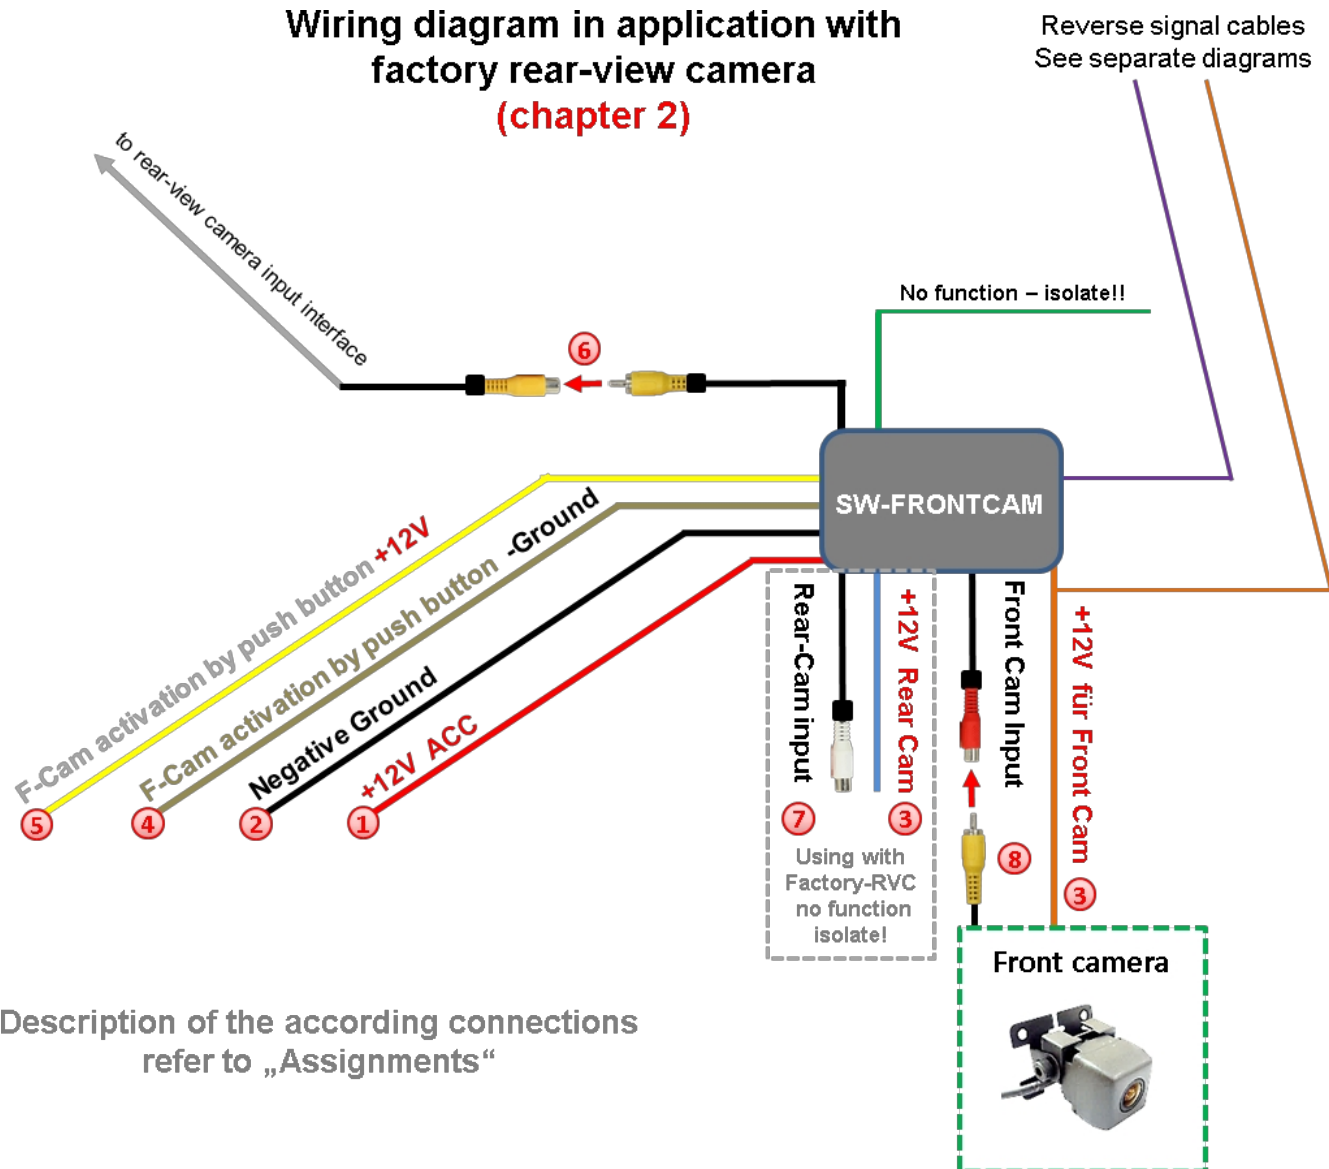 Wiring diagram in application with
factory rear-view camera
(chapter 2)
Reverse signal cables
See separate diagrams
to rear-view camera input interface
No function – isolate!!
6
SW-FRONTCAM
F-Cam activation by push button +12V
F-Cam activation by push button -Ground
Negative Ground
+12V ACC
5
4
2
1
Rear-Cam input
+12V Rear Cam
7
3
Using with
Factory-RVC
no function
isolate!
Front Cam Input
8
+12V für Front Cam
3
Front camera
Description of the according connections
refer to „Assignments“